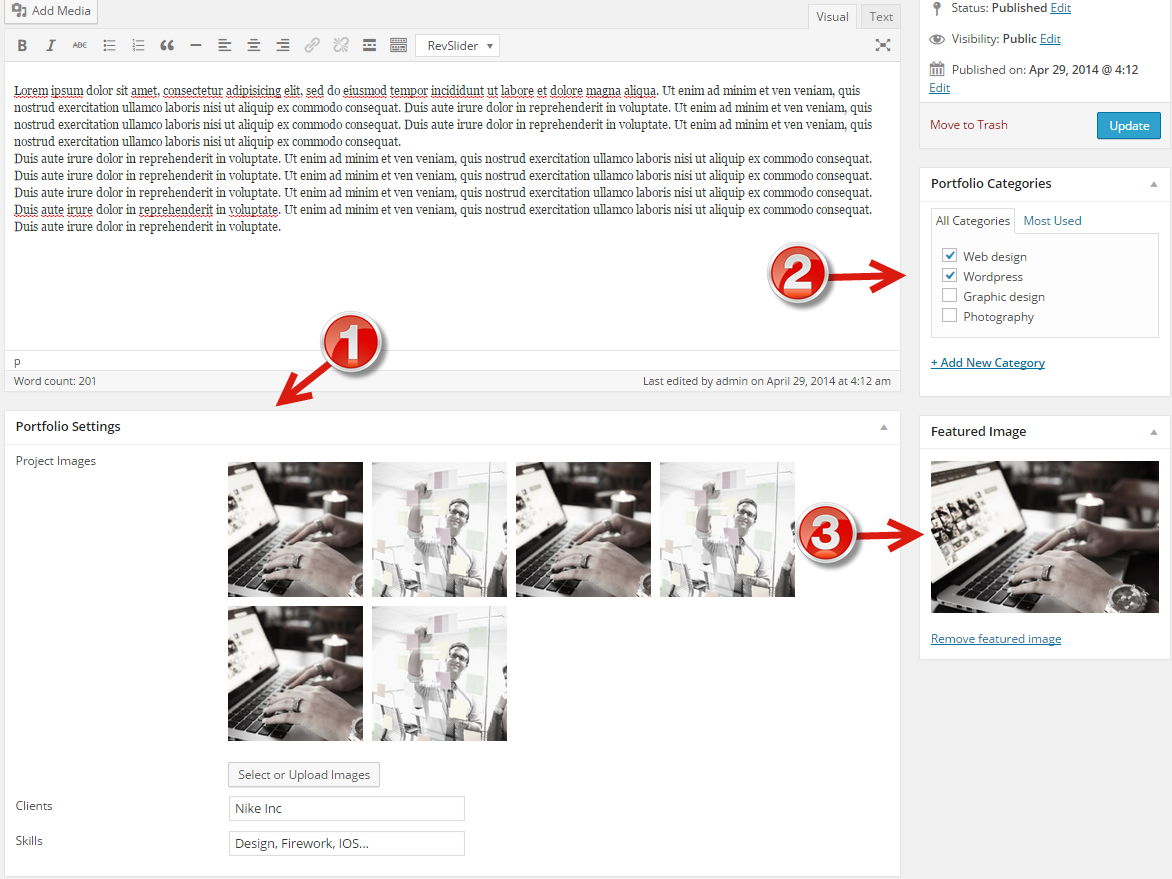 Add Media
Visual
Text
B I ABC
RevSlider
Lorem ipsum dolor sit amet, consectetur adipisicing elit, sed do eiusmod tempor incididunt ut labore et dolore magna aliqua. Ut enim ad minim et ven veniam, quis
nostrud exercitation ullamco laboris nisi ut aliquip ex commodo consequat. Duis aute irure dolor in reprehenderit in voluptate. Ut enim ad minim et ven veniam, quis
nostrud exercitation ullamco laboris nisi ut aliquip ex commodo consequat. Duis aute irure dolor in reprehenderit in voluptate. Ut enim ad minim et ven veniam, quis
nostrud exercitation ullamco laboris nisi ut aliquip ex commodo consequat.
Duis aute irure dolor in reprehenderit in voluptate. Ut enim ad minim et ven veniam, quis nostrud exercitation ullamco laboris nisi ut aliquip ex commodo consequat.
Duis aute irure dolor in reprehenderit in voluptate. Ut enim ad minim et ven veniam, quis nostrud exercitation ullamco laboris nisi ut aliquip ex commodo consequat.
Duis aute irure dolor in reprehenderit in voluptate. Ut enim ad minim et ven veniam, quis nostrud exercitation ullamco laboris nisi ut aliquip ex commodo consequat.
Duis aute irure dolor in reprehenderit in voluptate. Ut enim ad minim et ven veniam, quis nostrud exercitation ullamco laboris nisi ut aliquip ex commodo consequat.
Duis aute irure dolor in reprehenderit in voluptate.
p
Word count: 201
Last edited by admin on April 29, 2014 at 4:12 am
1
Portfolio Settings
Project Images
Select or Upload Images
Clients
Nike Inc
Skills
Design, Firework, IOS...
Status: Published Edit
Visibility: Public Edit
Published on: Apr 29, 2014 @ 4:12
Edit
Move to Trash
Update
Portfolio Categories
All Categories
Most Used
2
Web design
Wordpress
Graphic design
Photography
+ Add New Category
Featured Image
3
Remove featured image